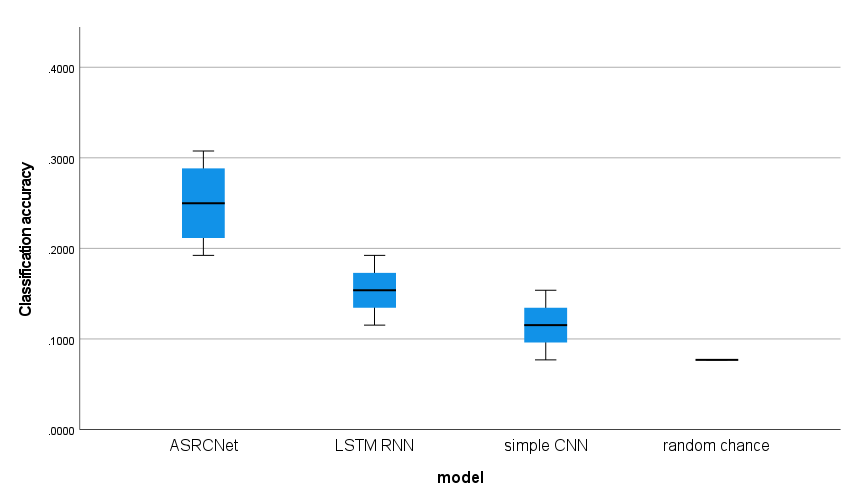 Classification accuracy
.4000
.3000
.2000
.1000
.0000
ASRCNet LSTM RNN simple CNN random chance
model